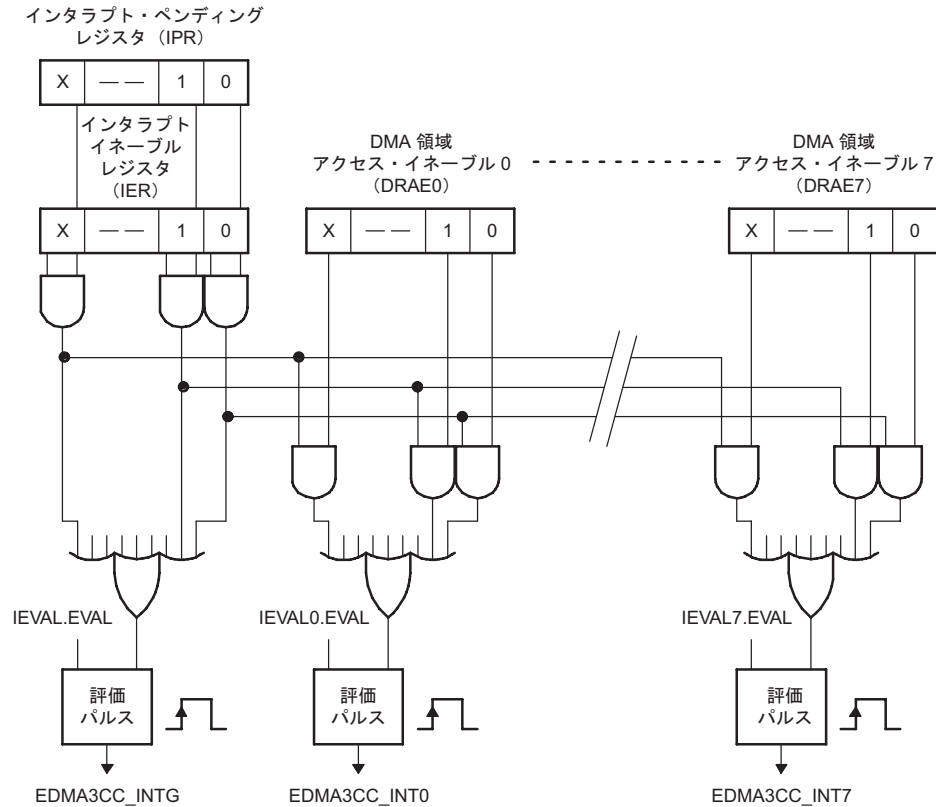 インタラプト・ペンディング
レジスタ（IPR）
X —— 1 0
インタラプト
イネーブル
レジスタ
（IER）
X —— 1 0
DMA 領域
アクセス・イネーブル 0
（DRAE0）
X —— 1 0
DMA 領域
アクセス・イネーブル 7
（DRAE7）
X —— 1 0
IEVAL.EVAL
IEVAL0.EVAL
IEVAL7.EVAL
評価
パルス
評価
パルス
評価
パルス
EDMA3CC_INTG
EDMA3CC_INT0
EDMA3CC_INT7